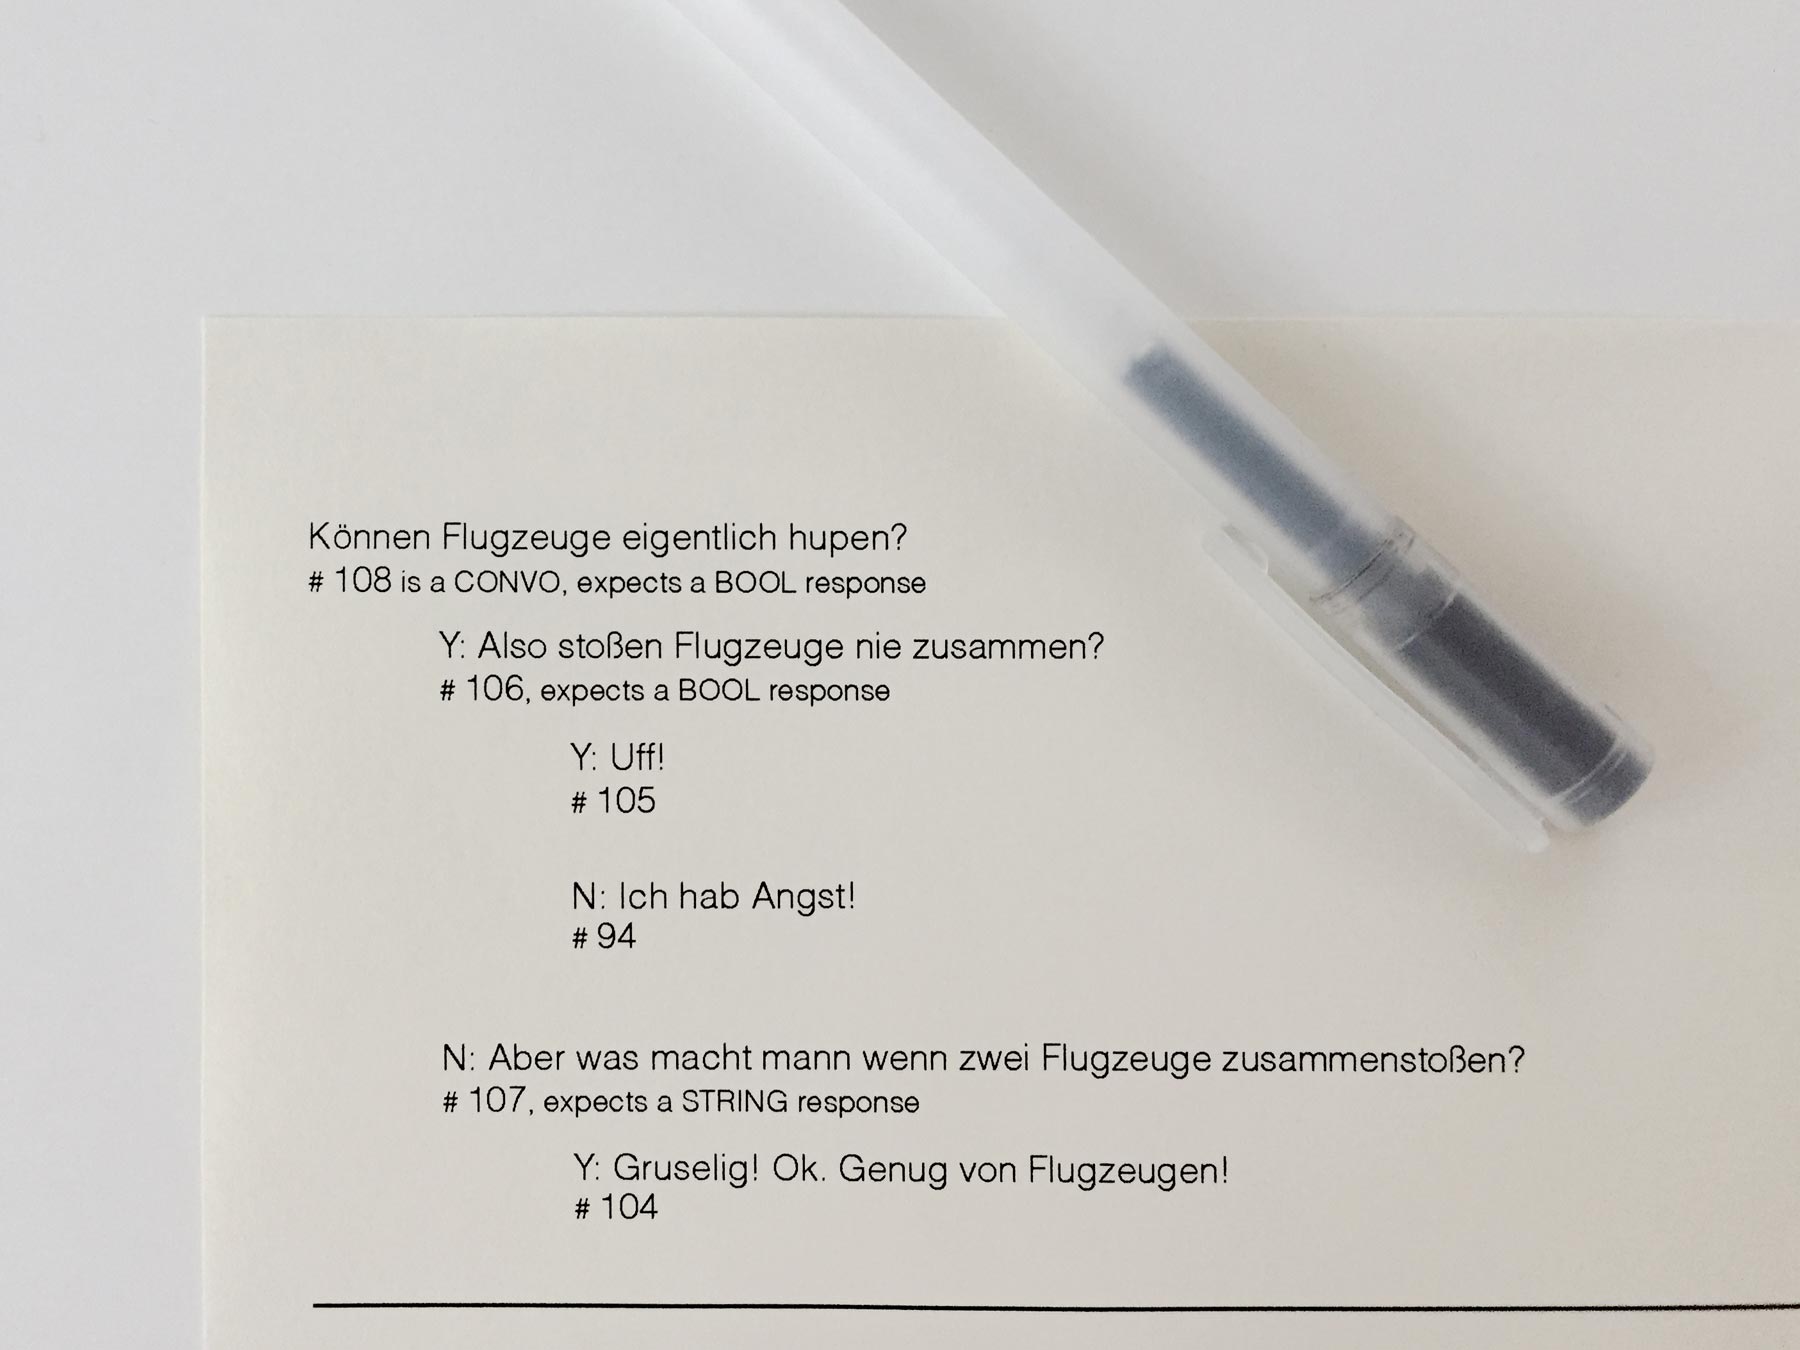 Können Flugzeuge eigentlich hupen?
# 108 is a CONVO, expects a BOOL response
Y: Also stoßen Flugzeuge nie zusammen?
# 106, expects a BOOL response
Y: Uff!
# 105
N: Ich hab Angst!
# 94
N: Aber was macht mann wenn zwei Flugzeuge zusammenstoßen?
# 107, expects a STRING response
Y: Gruselig! Ok. Genug von Flugzeugen!
# 104